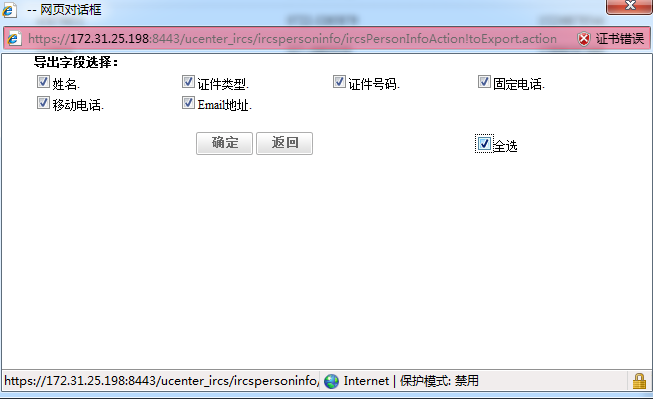 -- 网页对话框
https://172.31.25.198:8443/ucenter_ircs/ircspersoninfo/ircsPersonInfoAction!toExport.action 证书错误
导出字段选择：
姓名. 证件类型. 证件号码. 固定电话.
移动电话. Email地址.
确定 返回 全选
https://172.31.25.198:8443/ucenter_ircs/ircspersoninfo/ Internet | 保护模式: 禁用